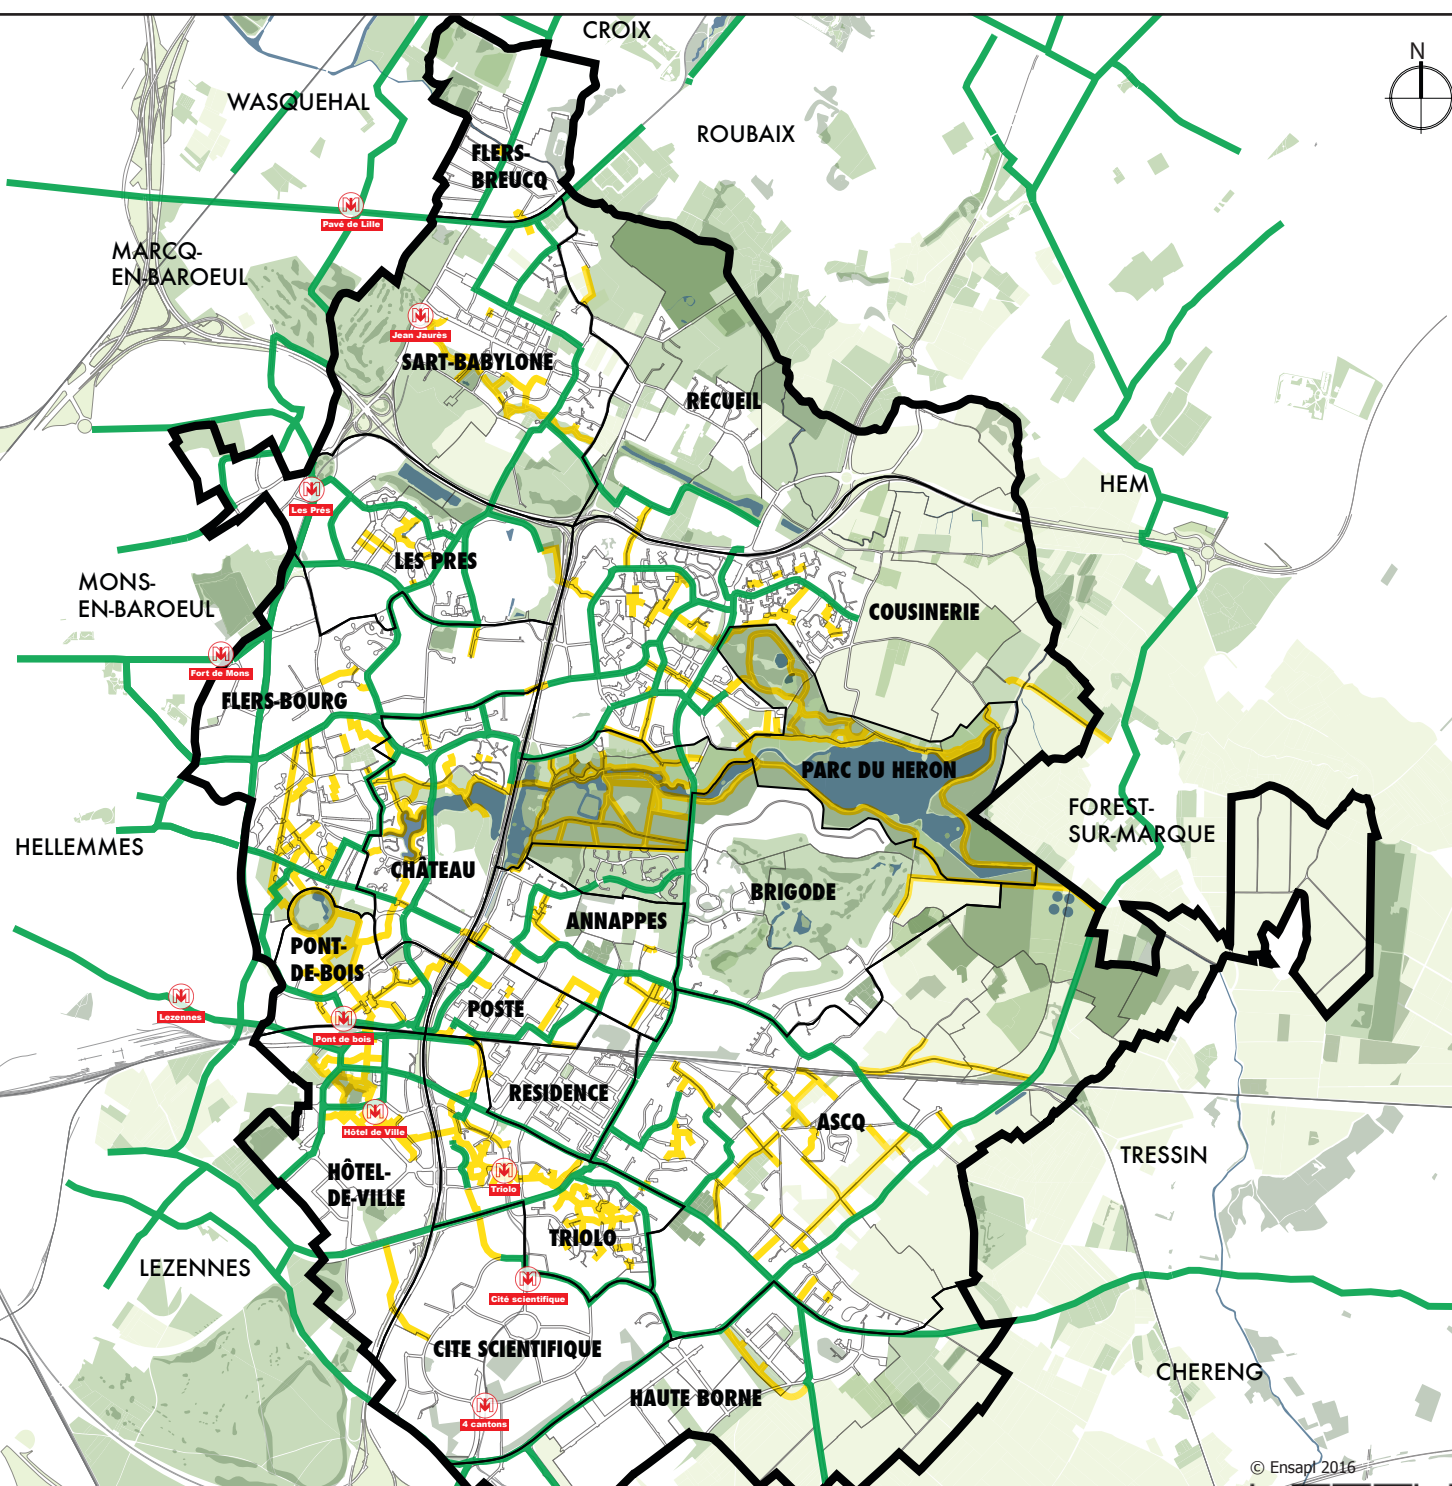 CROIX
N
WASQUEHAL
ROUBAIX
FLERS-
BREUCQ
Pavé de Lille
MARCQ-
EN-BAROEUL
Jean Jaurès
SART-BABYLONE
RECUEIL
HEM
Les Prés
LES PRES
MONS-
EN-BAROEUL
COUSINERIE
Fort de Mons
FLERS-BOURG
PARC DU HERON
FOREST-
SUR-MARQUE
HELLEMMES
CHÂTEAU
BRIGODE
ANNAPPES
PONT-
DE-BOIS
POSTE
Lezennes
Pont de bois
RESIDENCE
ASCQ
Hôtel de Ville
TRESSIN
HÔTEL-
DE-VILLE
Triolo
TRIOLO
LEZENNES
Cité scientifique
CITE SCIENTIFIQUE
CHERENG
HAUTE BORNE
4 cantons
© Ensapl 2016